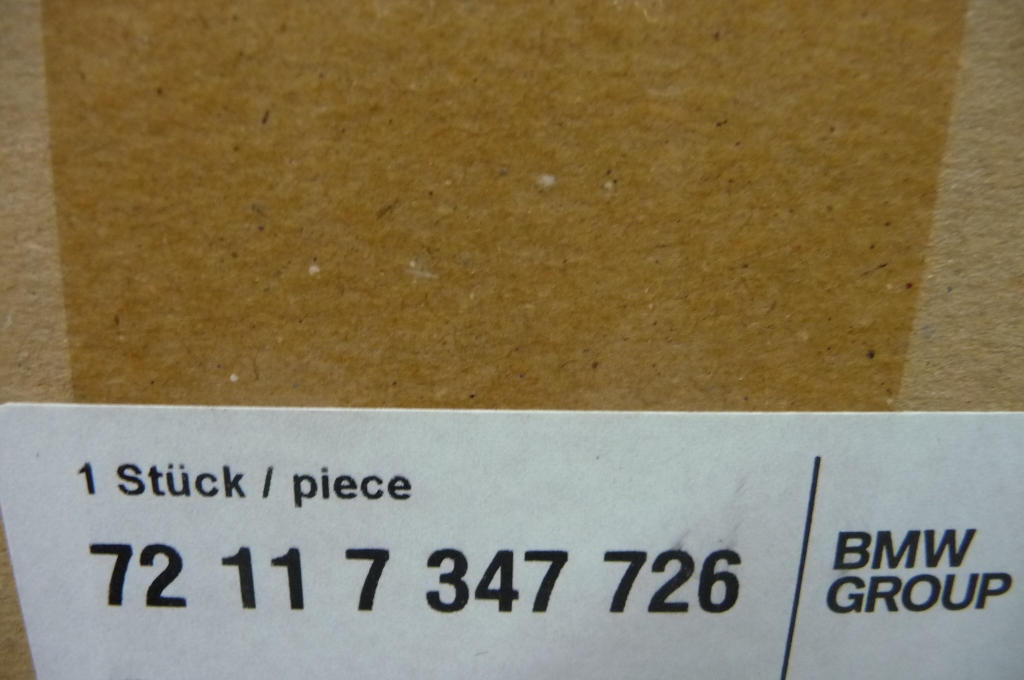 1 Stück / piece
72 11 7 347 726
BMW
GROUP